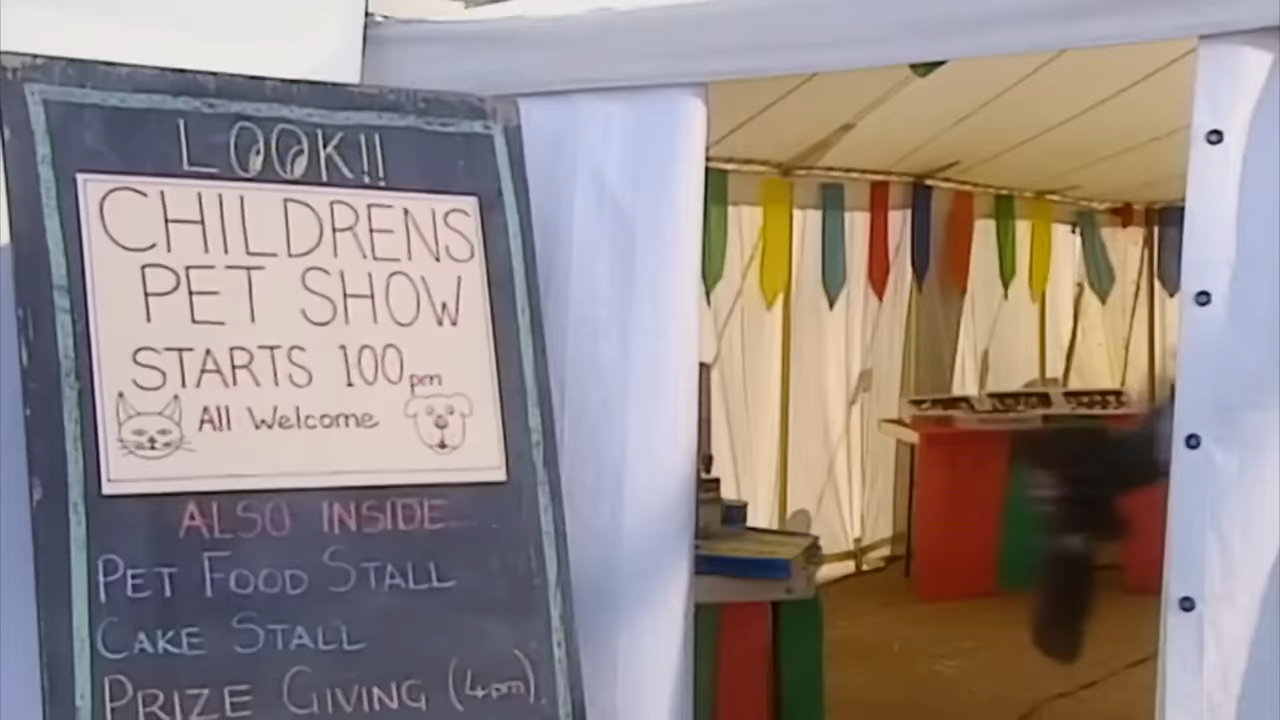 LOOK!!
CHILDRENS
PET SHOW
STARTS 100pm
All Welcome
ALSO INSIDE
PET FOOD STALL
CAKE STALL
PRIZE GIVING (4pm)